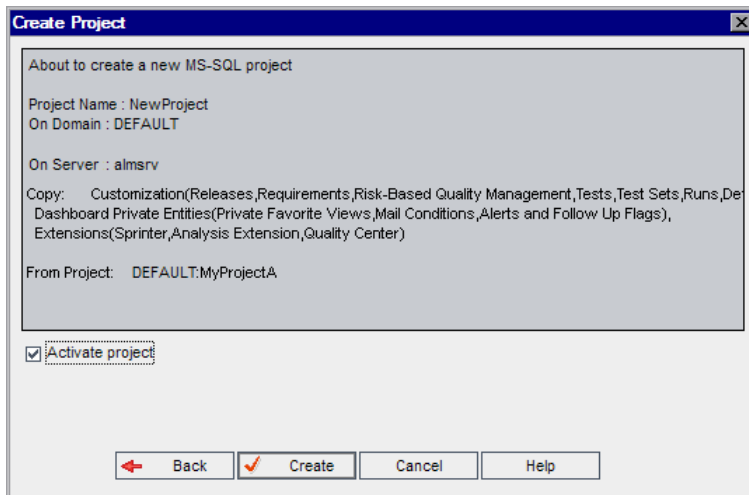 Create Project
About to create a new MS-SQL project
Project Name : NewProject
On Domain : DEFAULT
On Server : almsrv
Copy: Customization(Releases,Requirements,Risk-Based Quality Management,Tests,Test Sets,Runs,Def
Dashboard Private Entities(Private Favorite Views,Mail Conditions,Alerts and Follow Up Flags),
Extensions(Sprinter,Analysis Extension,Quality Center)
From Project: DEFAULT:MyProjectA
Activate project
Back Create Cancel Help